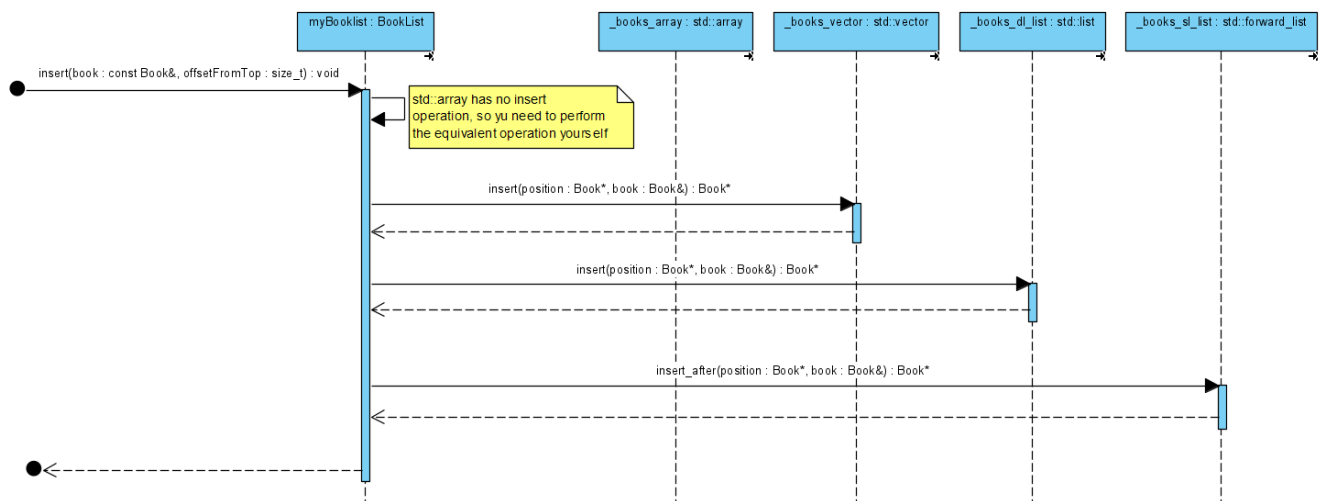 myBooklist : BookList
_books_array : std::array
_books_vector : std::vector
_books_dl_list : std::list
_books_sl_list : std::forward_list
insert(book : const Book&, offsetFromTop : size_t) : void
std::array has no insert
operation, so yu need to perform
the equivalent operation yourself
insert(position : Book*, book : Book&) : Book*
insert(position : Book*, book : Book&) : Book*
insert_after(position : Book*, book : Book&) : Book*